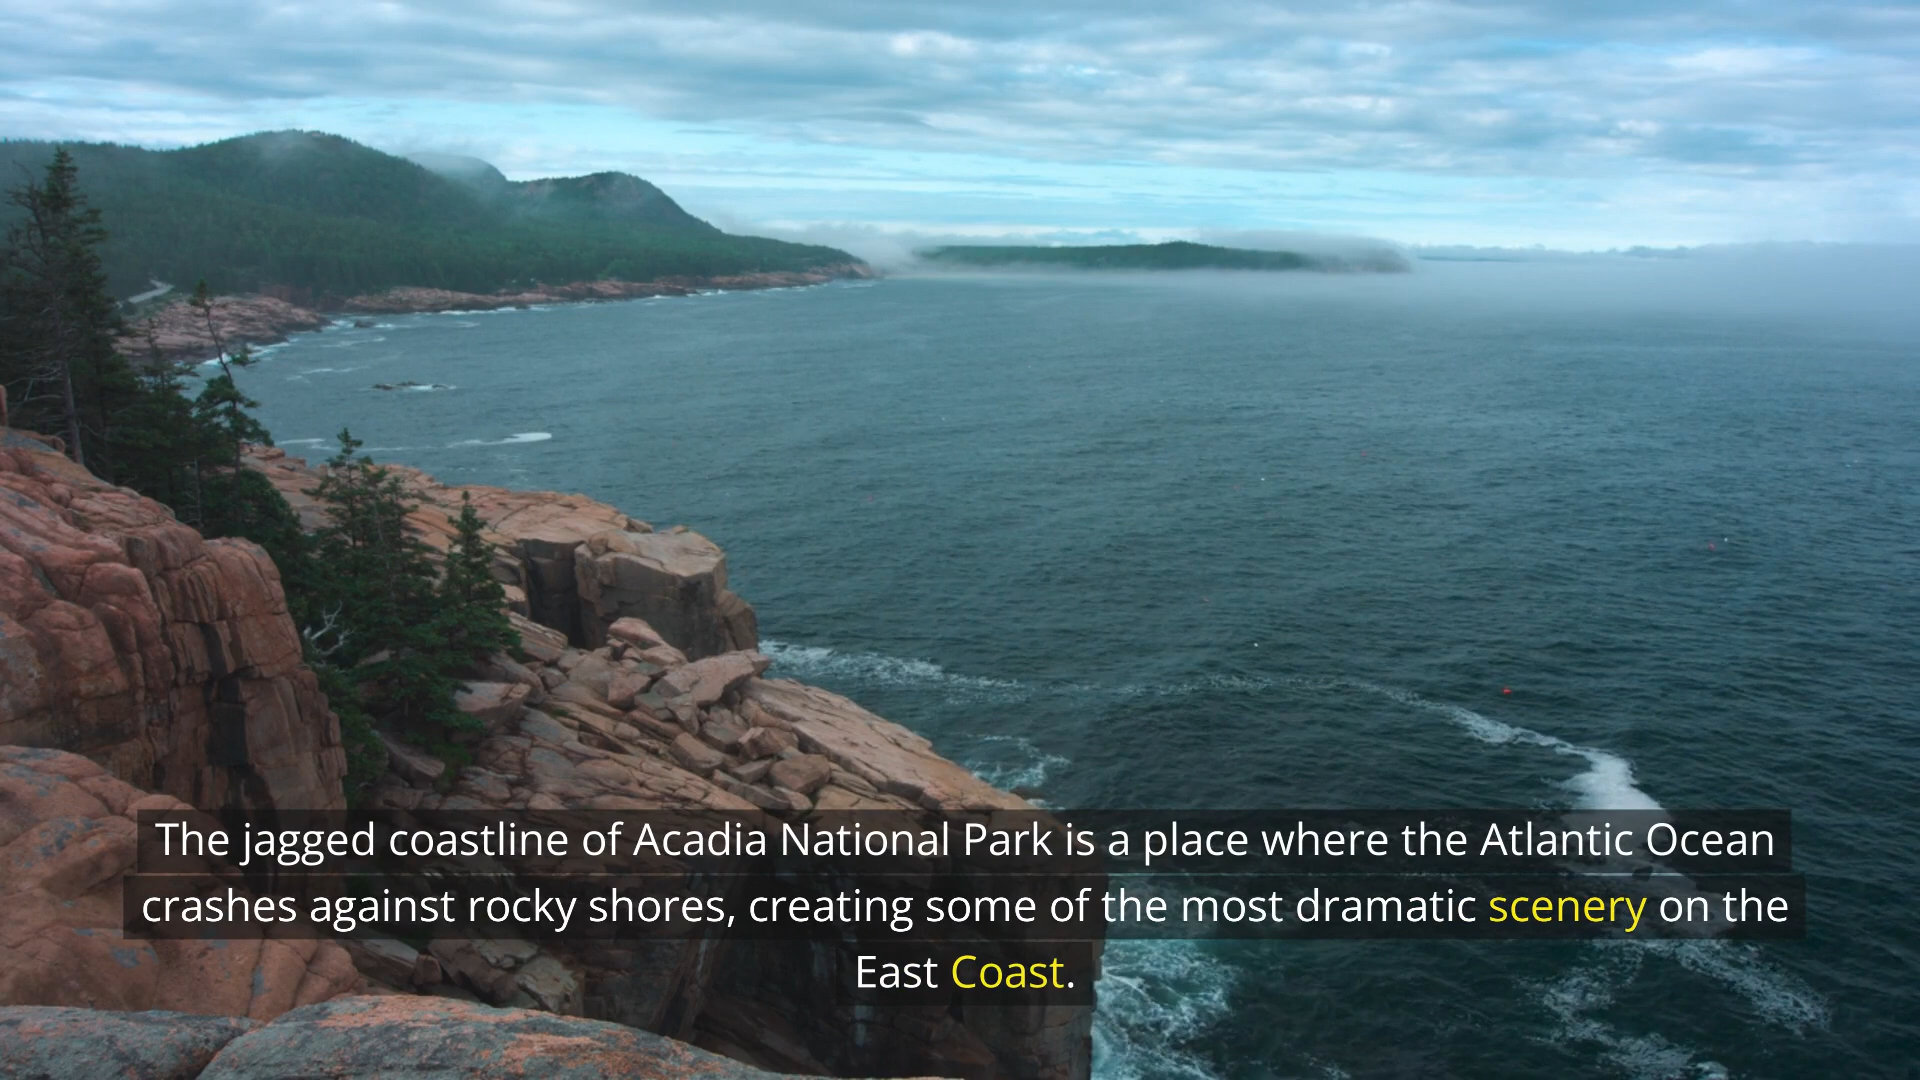 The jagged coastline of Acadia National Park is a place where the Atlantic Ocean
crashes against rocky shores, creating some of the most dramatic scenery on the
East Coast.